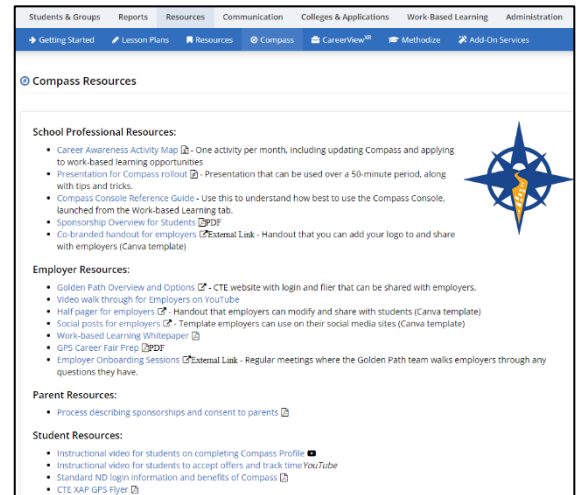 Students & Groups Reports Resources Communication Colleges & Applications Work-Based Learning Administration
Getting Started Lesson Plans Resources Compass CareerView XR Methodize Add-On Services
Compass Resources
School Professional Resources:
• Career Awareness Activity Map - One activity per month, including updating Compass and applying
to work-based learning opportunities
• Presentation for Compass rollout - Presentation that can be used over a 50-minute period, along
with tips and tricks.
• Compass Console Reference Guide - Use this to understand how best to use the Compass Console,
launched from the Work-based Learning tab.
• Sponsorship Overview for Students PDF
• Co-branded handout for employers External Link - Handout that you can add your logo to and share
with employers (Canva template)
Employer Resources:
• Golden Path Overview and Options - CTE website with login and flier that can be shared with employers.
• Video walk through for Employers on YouTube
• Half pager for employers - Handout that employers can modify and share with students (Canva template)
• Social posts for employers - Template employers can use on their social media sites (Canva template)
• Work-based Learning Whitepaper
• GPS Career Fair Prep PDF
• Employer Onboarding Sessions External Link - Regular meetings where the Golden Path team walks employers through any
questions they have.
Parent Resources:
• Process describing sponsorships and consent to parents
Student Resources:
• Instructional video for students on completing Compass Profile
• Instructional video for students to accept offers and track time YouTube
• Standard ND login information and benefits of Compass
• CTE XAP GPS Flyer